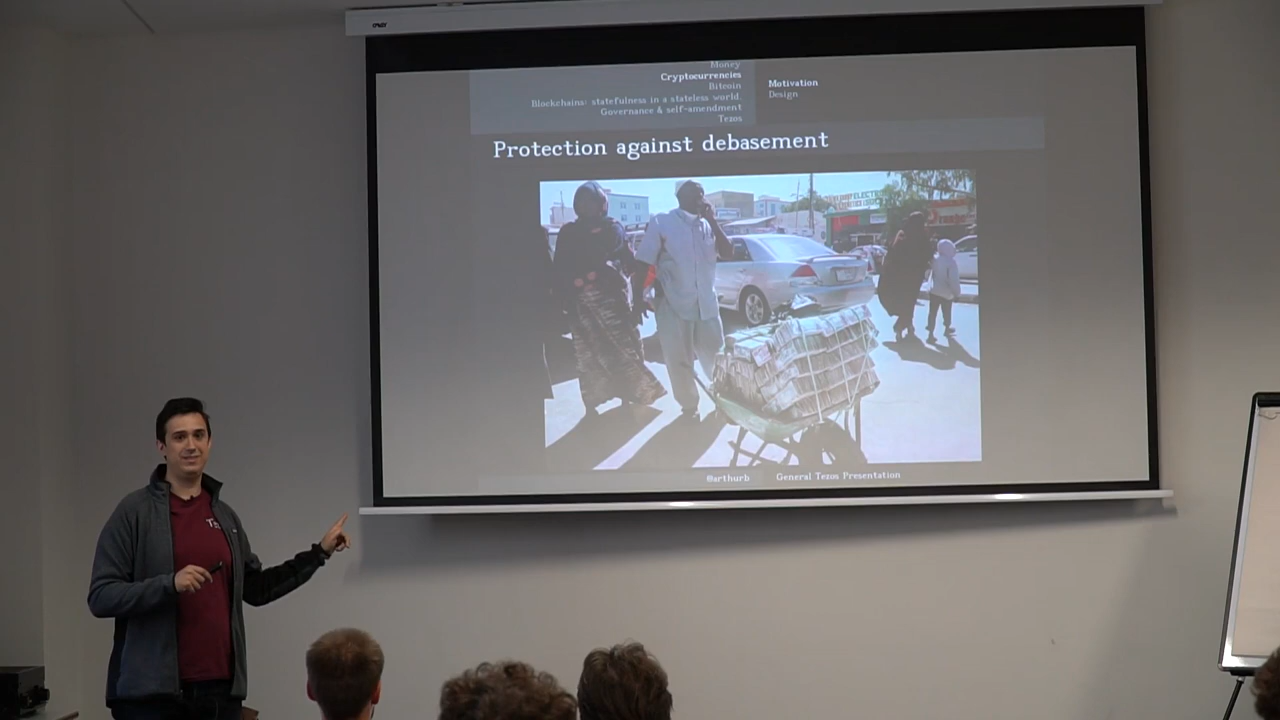 Money
Cryptocurrencies
Bitcoin
Blockchains: statefulness in a stateless world.
Governance & self-amendment
Tezos
Motivation
Design
Protection against debasement
@arthurb
General Tezos Presentation